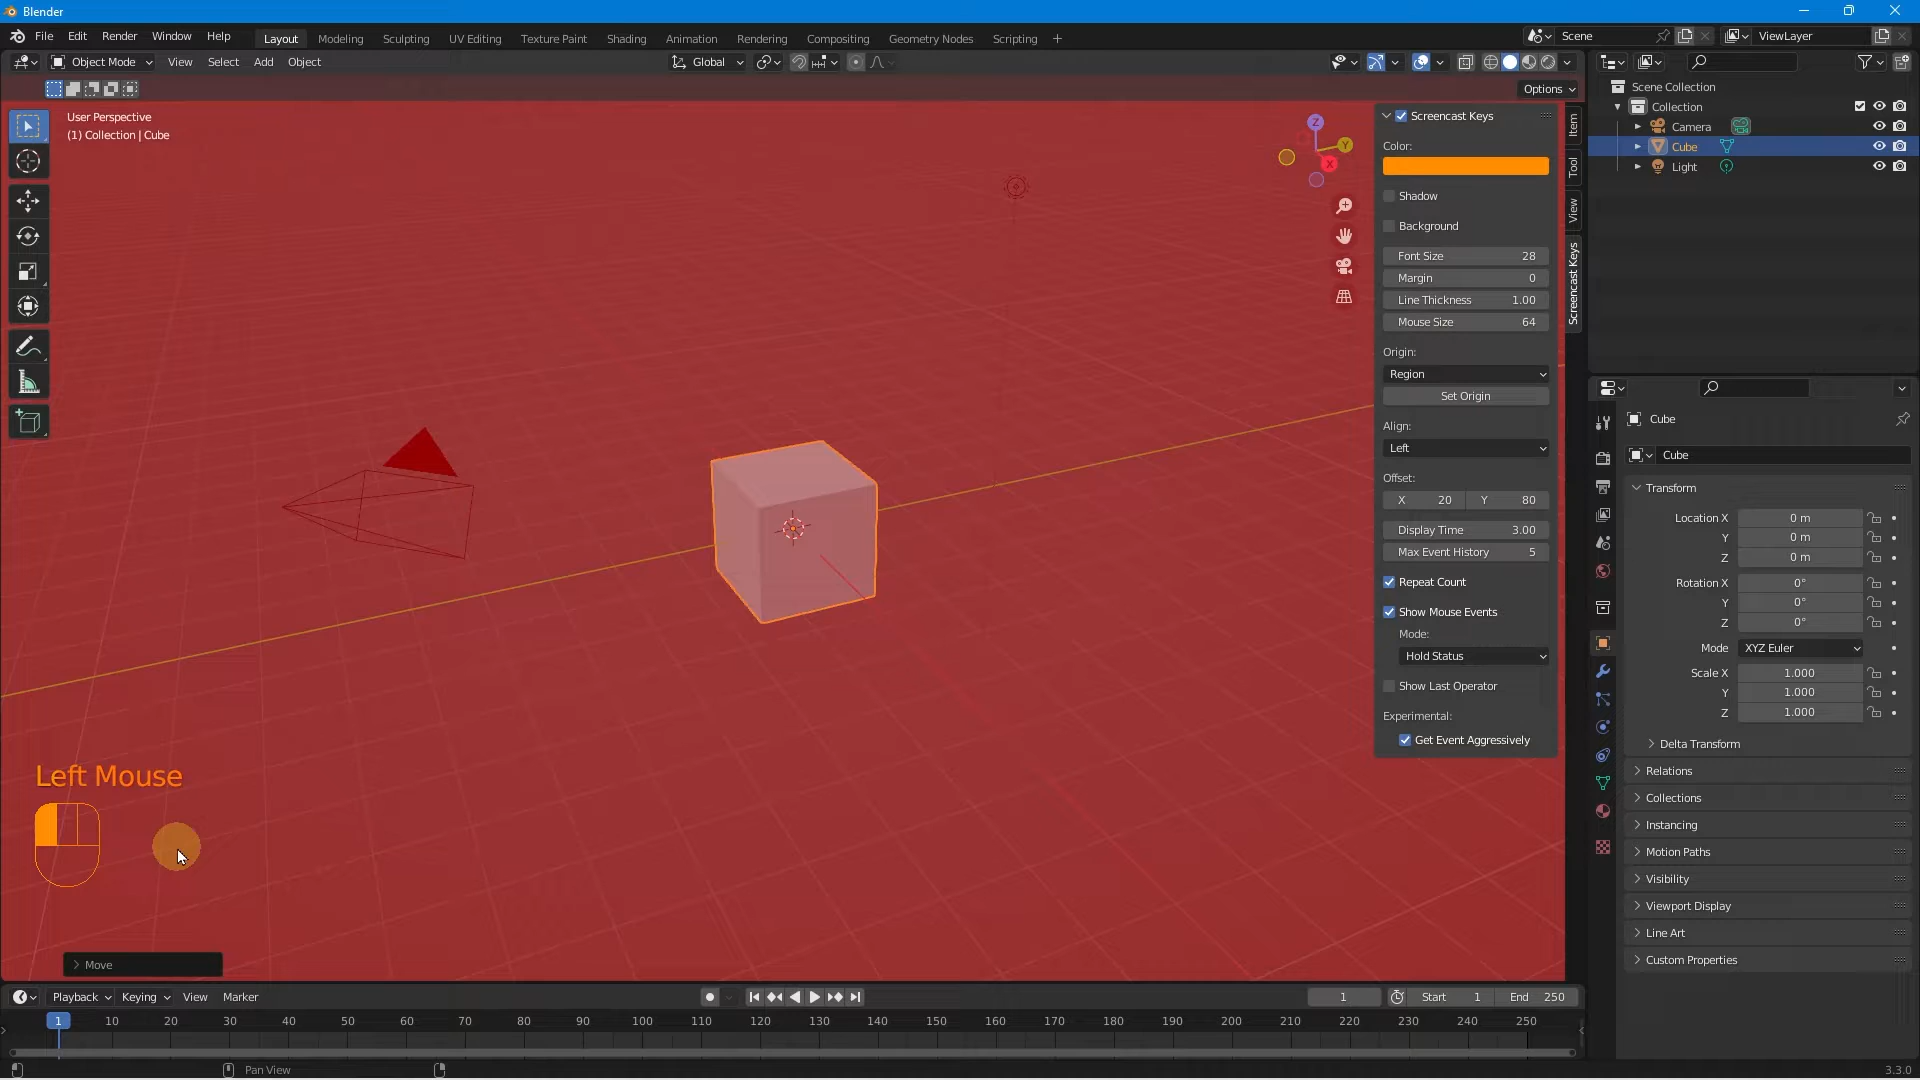 Blender
File Edit Render Window Help
Layout Modeling Sculpting UV Editing Texture Paint Shading Animation Rendering Compositing Geometry Nodes Scripting +
Scene
ViewLayer
Object Mode View Select Add Object
Global
Options
User Perspective
(1) Collection | Cube
Z
Y
X
Screencast Keys
Color:
Shadow
Background
Font Size 28
Margin 0
Line Thickness 1.00
Mouse Size 64
Origin:
Region
Set Origin
Align:
Left
Offset:
X 20 Y 80
Display Time 3.00
Max Event History 5
Repeat Count
Show Mouse Events
Mode:
Hold Status
Show Last Operator
Experimental:
Get Event Aggressively
Item
Tool
View
Screencast Keys
Scene Collection
Collection
Camera
Cube
Light
Cube
Cube
Transform
Location X 0 m
Y 0 m
Z 0 m
Rotation X 0°
Y 0°
Z 0°
Mode XYZ Euler
Scale X 1.000
Y 1.000
Z 1.000
Delta Transform
Relations
Collections
Instancing
Motion Paths
Visibility
Viewport Display
Line Art
Custom Properties
Left Mouse
Move
Playback Keying View Marker
1 Start 1 End 250
1 10 20 30 40 50 60 70 80 90 100 110 120 130 140 150 160 170 180 190 200 210 220 230 240 250
Pan View
3.3.0